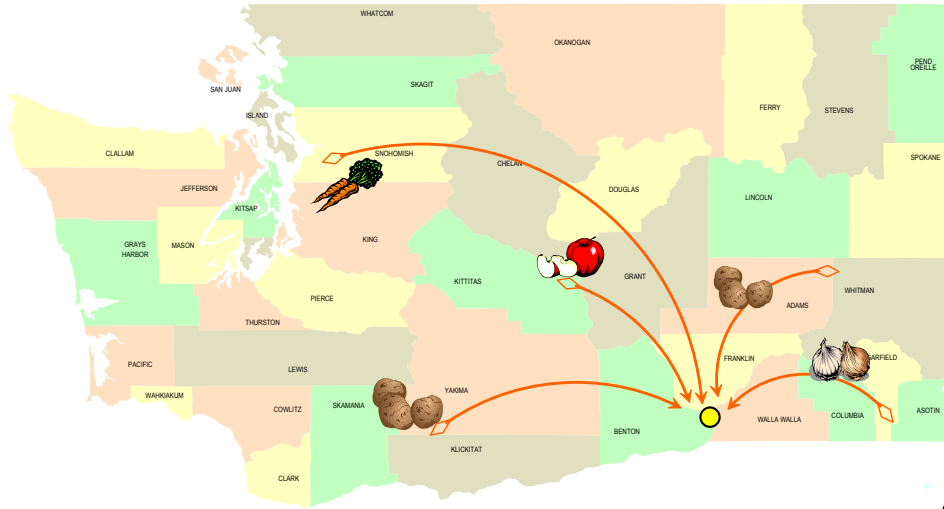 WHATCOM
OKANOGAN
PEND
OREILLE
SKAGIT
SAN JUAN
FERRY
STEVENS
ISLAND
CLALLAM
SNOHOMISH
CHELAN
SPOKANE
JEFFERSON
DOUGLAS
LINCOLN
KITSAP
KING
GRAYS
HARBOR
MASON
GRANT
KITTITAS
WHITMAN
PIERCE
ADAMS
THURSTON
PACIFIC
LEWIS
FRANKLIN
GARFIELD
YAKIMA
WAHKIAKUM
COWLITZ
SKAMANIA
COLUMBIA
ASOTIN
WALLA WALLA
BENTON
KLICKITAT
CLARK